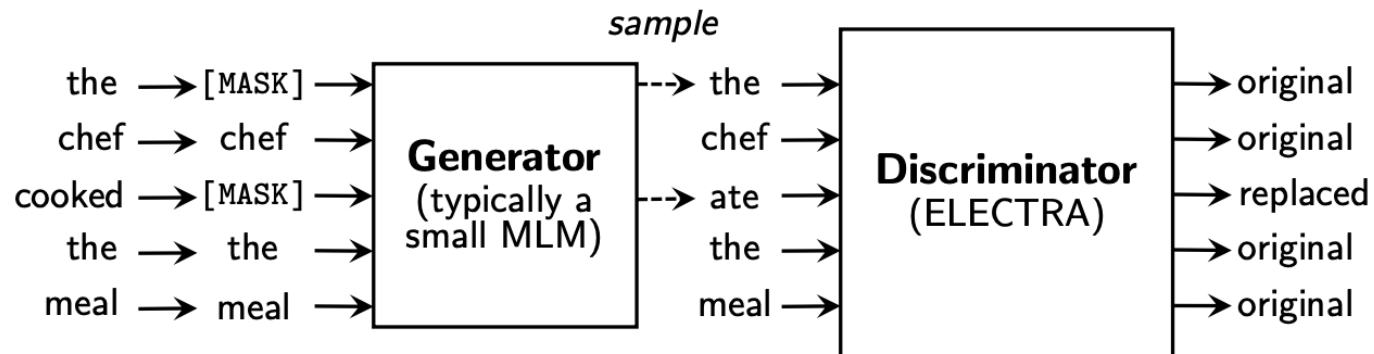 sample
the [MASK] the original
chef chef chef original
cooked [MASK] ate replaced
the the the original
meal meal meal original
Generator
(typically a
small MLM)
Discriminator
(ELECTRA)